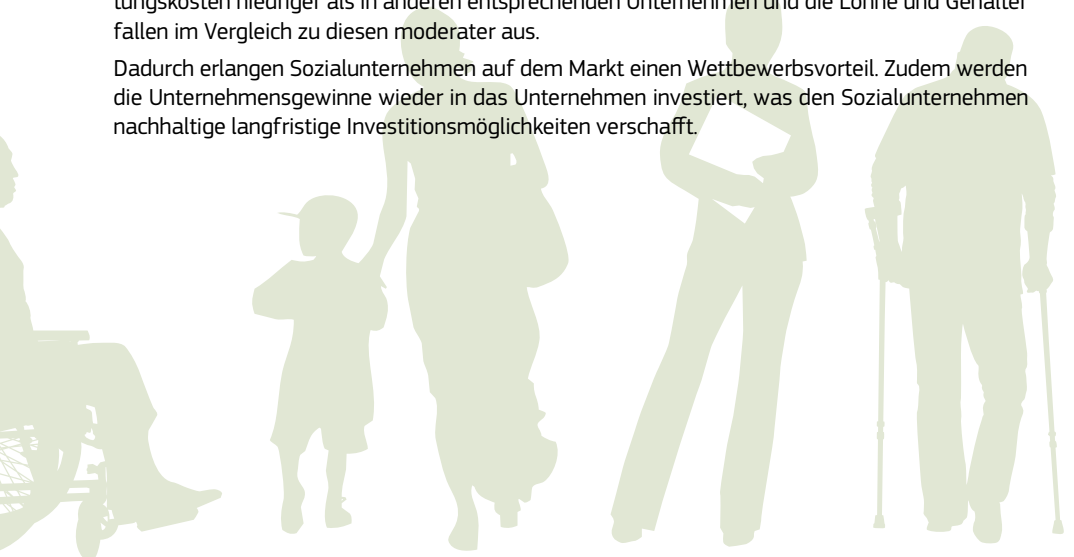 tungskosten niedriger als in anderen entsprechenden Unternehmen und die Löhne und Gehälter
fallen im Vergleich zu diesen moderater aus.
Dadurch erlangen Sozialunternehmen auf dem Markt einen Wettbewerbsvorteil. Zudem werden
die Unternehmensgewinne wieder in das Unternehmen investiert, was den Sozialunternehmen
nachhaltige langfristige Investitionsmöglichkeiten verschafft.